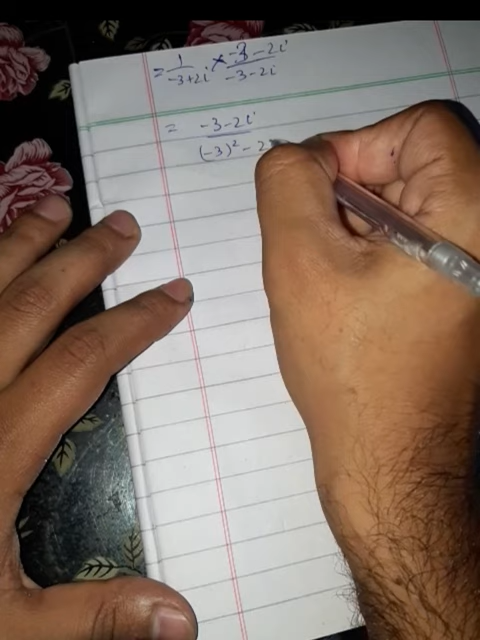 = 1/-3+2i × -3-2i/-3-2i
= -3-2i/(-3)² - 2